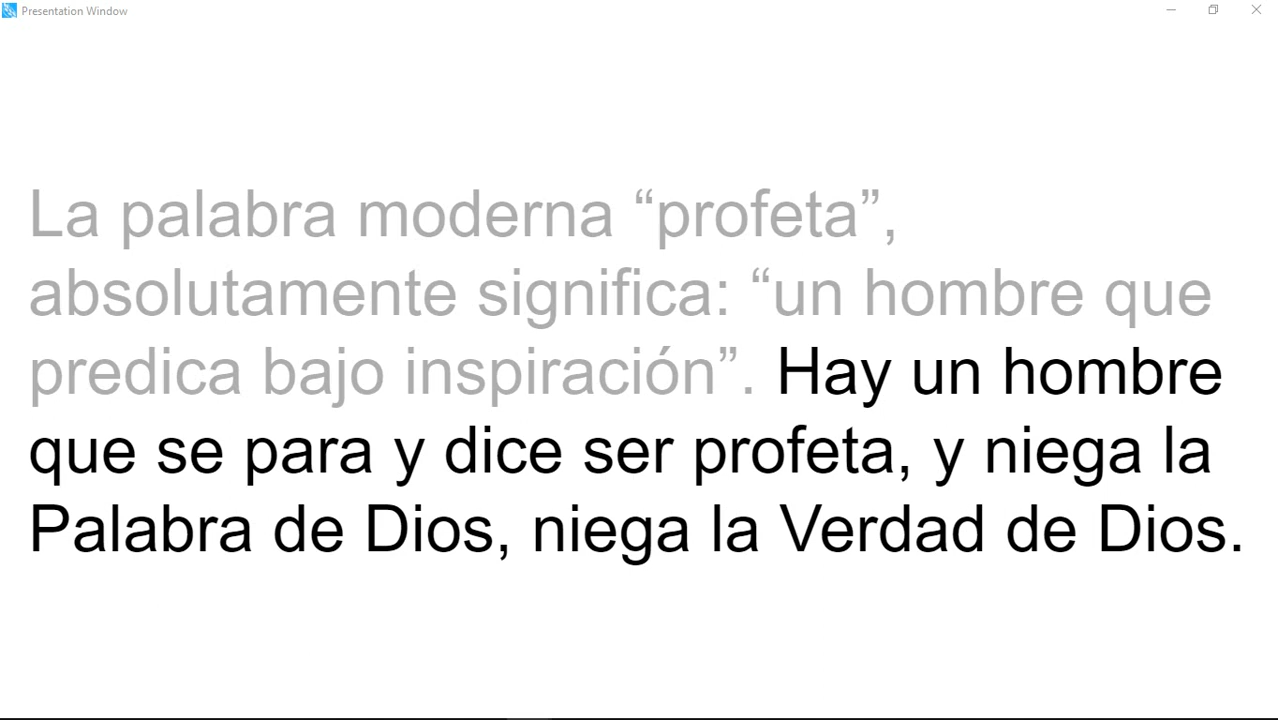 Presentation Window
La palabra moderna “profeta”,
absolutamente significa: “un hombre que
predica bajo inspiración”. Hay un hombre
que se para y dice ser profeta, y niega la
Palabra de Dios, niega la Verdad de Dios.